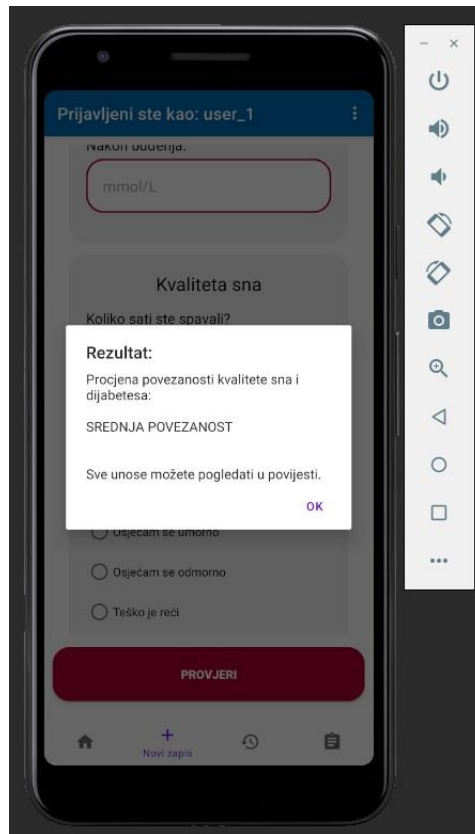 Prijavljeni ste kao: user_1
Nakon buđenja:
mmol/L
Kvaliteta sna
Koliko sati ste spavali?
Rezultat:
Procjena povezanosti kvalitete sna i
dijabetesa:
SREDNJA POVEZANOST
Sve unose možete pogledati u povijesti.
OK
Osjećam se umorno
Osjećam se odmorno
Teško je reći
PROVJERI
Novi zapis